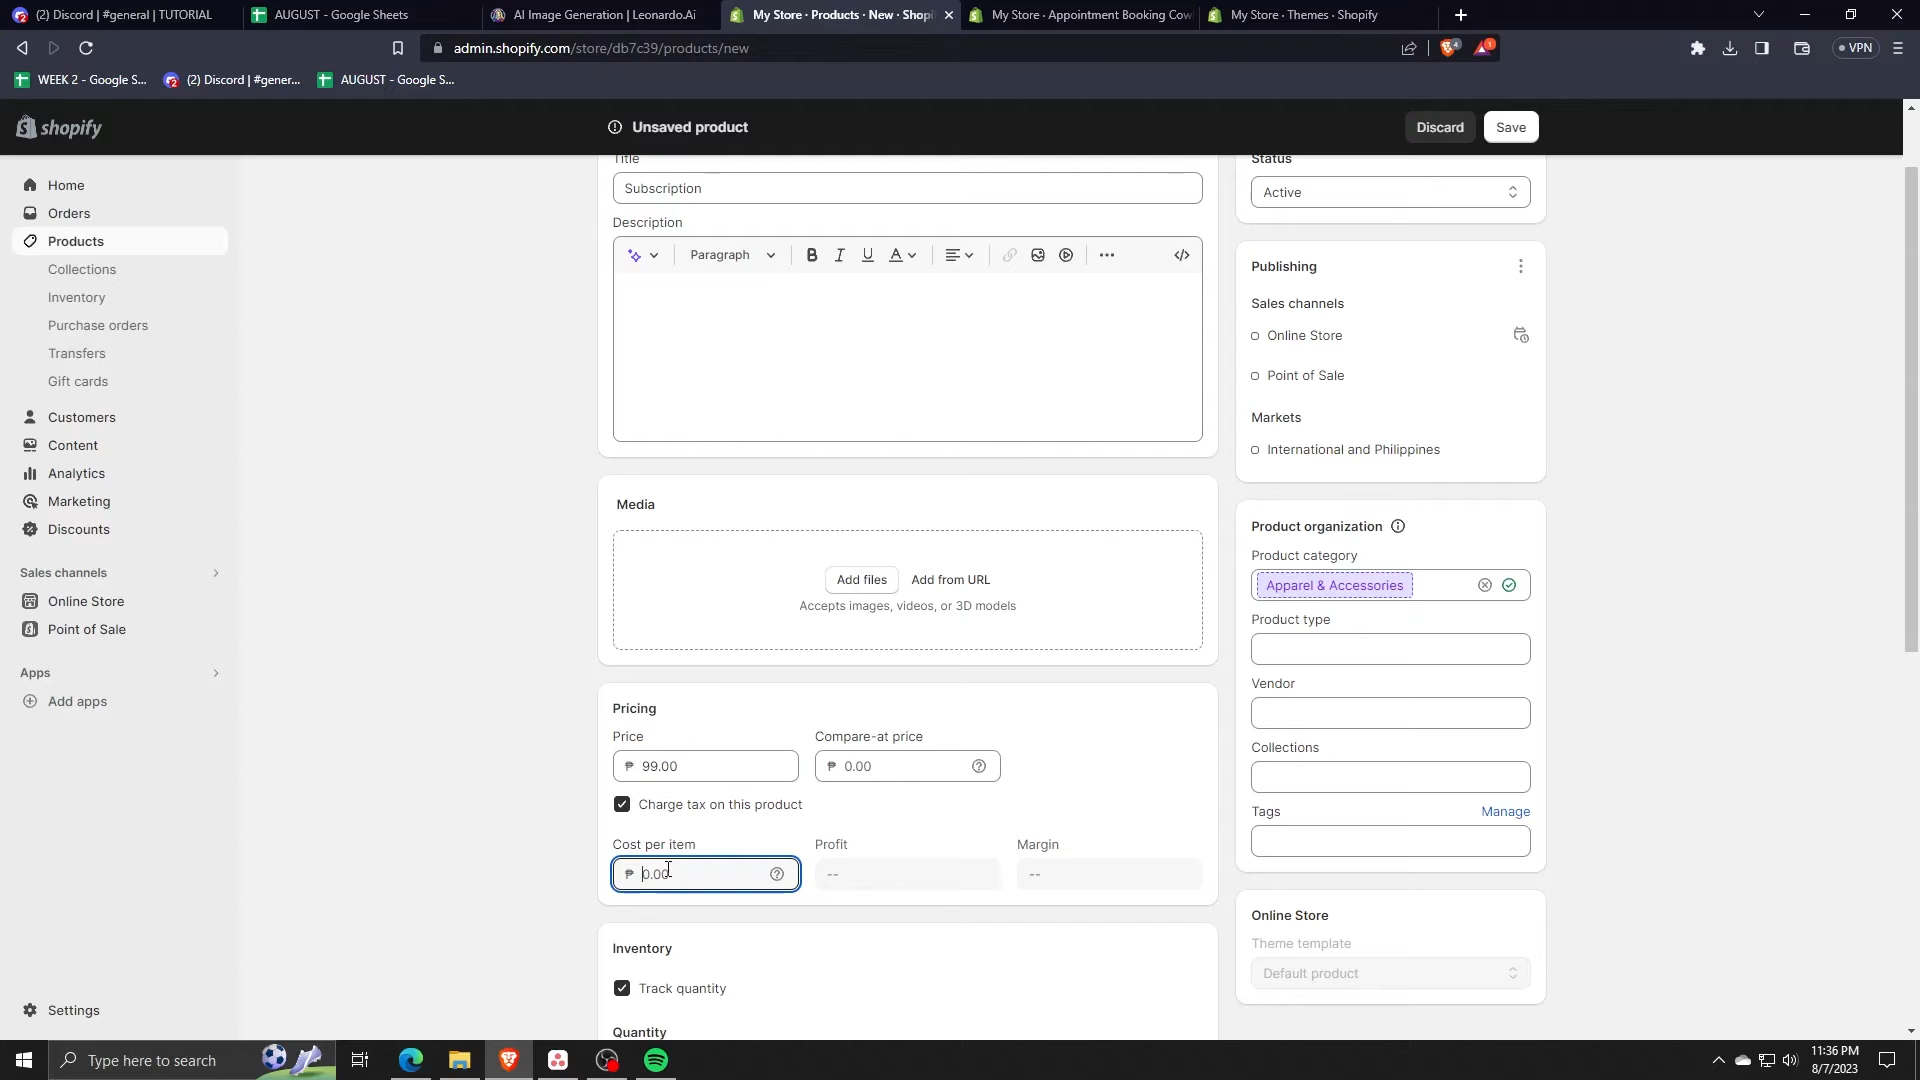 (2) Discord | #general | TUTORIAL
AUGUST - Google Sheets
AI Image Generation | Leonardo.Ai
My Store · Products · New · Shopi
My Store · Appointment Booking Cow
My Store · Themes · Shopify
admin.shopify.com/store/db7c39/products/new
4
1
VPN
WEEK 2 - Google S...
(2) Discord | #gener...
AUGUST - Google S...
shopify
Unsaved product
Discard
Save
Home
Orders
Products
Collections
Inventory
Purchase orders
Transfers
Gift cards
Customers
Content
Analytics
Marketing
Discounts
Sales channels
Online Store
Point of Sale
Apps
Add apps
Settings
Title
Subscription
Description
Paragraph
B I U A
Media
Add files
Add from URL
Accepts images, videos, or 3D models
Pricing
Price
Compare-at price
₱ 99.00
₱ 0.00
Charge tax on this product
Cost per item
Profit
Margin
₱ 0.00
--
--
Inventory
Track quantity
Quantity
Status
Active
Publishing
Sales channels
Online Store
Point of Sale
Markets
International and Philippines
Product organization
Product category
Apparel & Accessories
Product type
Vendor
Collections
Tags
Manage
Online Store
Theme template
Default product
Type here to search
11:36 PM
8/7/2023